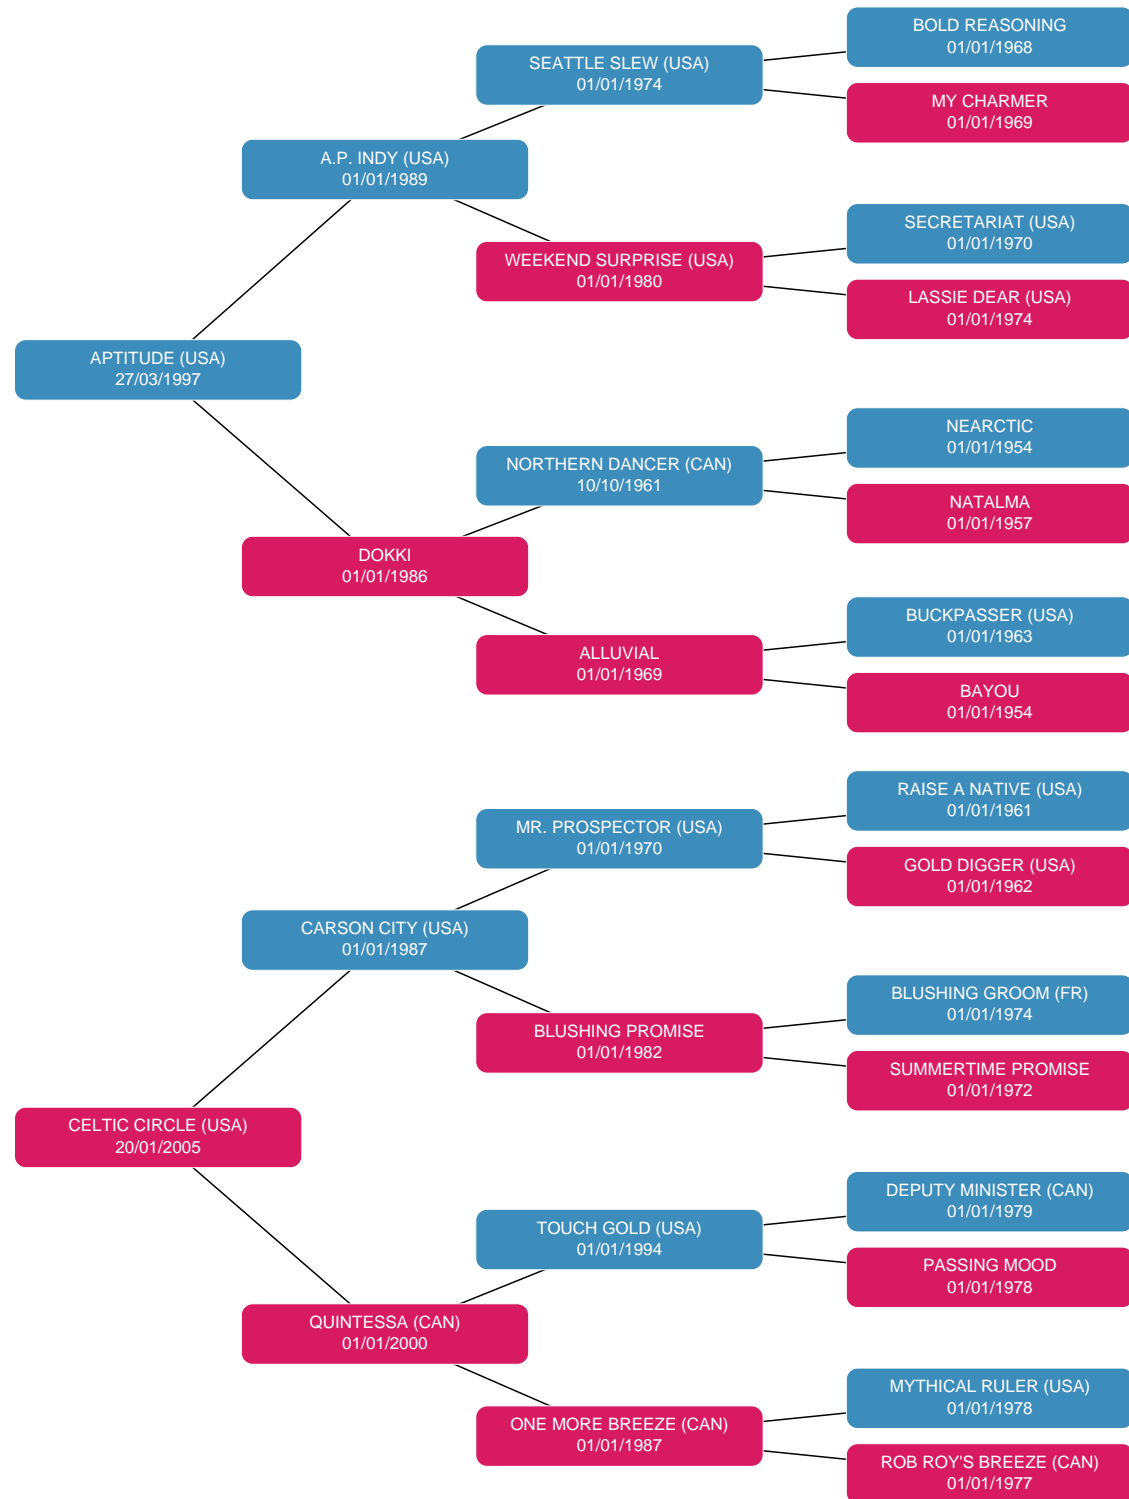 BOLD REASONING
01/01/1968
SEATTLE SLEW (USA)
01/01/1974
MY CHARMER
01/01/1969
A.P. INDY (USA)
01/01/1989
SECRETARIAT (USA)
01/01/1970
WEEKEND SURPRISE (USA)
01/01/1980
LASSIE DEAR (USA)
01/01/1974
APTITUDE (USA)
27/03/1997
NEARCTIC
01/01/1954
NORTHERN DANCER (CAN)
10/10/1961
NATALMA
01/01/1957
DOKKI
01/01/1986
BUCKPASSER (USA)
01/01/1963
ALLUVIAL
01/01/1969
BAYOU
01/01/1954
RAISE A NATIVE (USA)
01/01/1961
MR. PROSPECTOR (USA)
01/01/1970
GOLD DIGGER (USA)
01/01/1962
CARSON CITY (USA)
01/01/1987
BLUSHING GROOM (FR)
01/01/1974
BLUSHING PROMISE
01/01/1982
SUMMERTIME PROMISE
01/01/1972
CELTIC CIRCLE (USA)
20/01/2005
DEPUTY MINISTER (CAN)
01/01/1979
TOUCH GOLD (USA)
01/01/1994
PASSING MOOD
01/01/1978
QUINTESSA (CAN)
01/01/2000
MYTHICAL RULER (USA)
01/01/1978
ONE MORE BREEZE (CAN)
01/01/1987
ROB ROY'S BREEZE (CAN)
01/01/1977